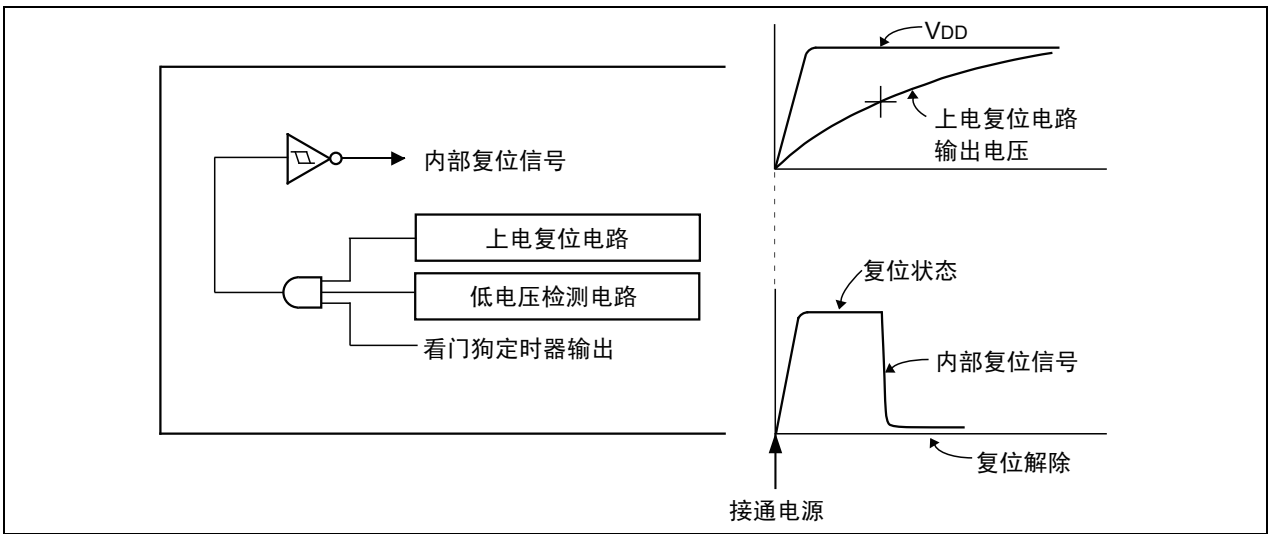 内部复位信号
上电复位电路
低电压检测电路
看门狗定时器输出
VDD
上电复位电路
输出电压
复位状态
内部复位信号
复位解除
接通电源